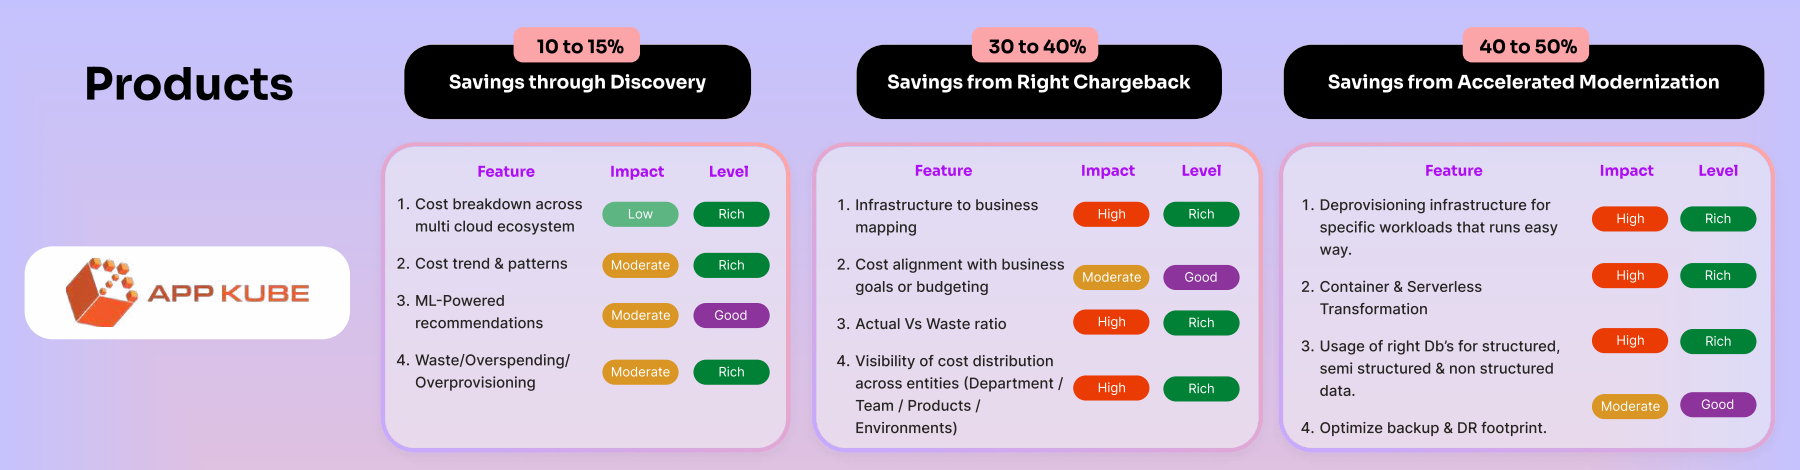 Products
APP KUBE
10 to 15%
Savings through Discovery
Feature Impact Level
1. Cost breakdown across Low Rich
multi cloud ecosystem
2. Cost trend & patterns Moderate Rich
3. ML-Powered Moderate Good
recommendations
4. Waste/Overspending/ Moderate Rich
Overprovisioning
30 to 40%
Savings from Right Chargeback
Feature Impact Level
1. Infrastructure to business High Rich
mapping
2. Cost alignment with business Moderate Good
goals or budgeting
3. Actual Vs Waste ratio High Rich
4. Visibility of cost distribution
across entities (Department / High Rich
Team / Products /
Environments)
40 to 50%
Savings from Accelerated Modernization
Feature Impact Level
1. Deprovisioning infrastructure for High Rich
specific workloads that runs easy
way.
2. Container & Serverless High Rich
Transformation
3. Usage of right Db's for structured, High Rich
semi structured & non structured
data.
4. Optimize backup & DR footprint. Moderate Good